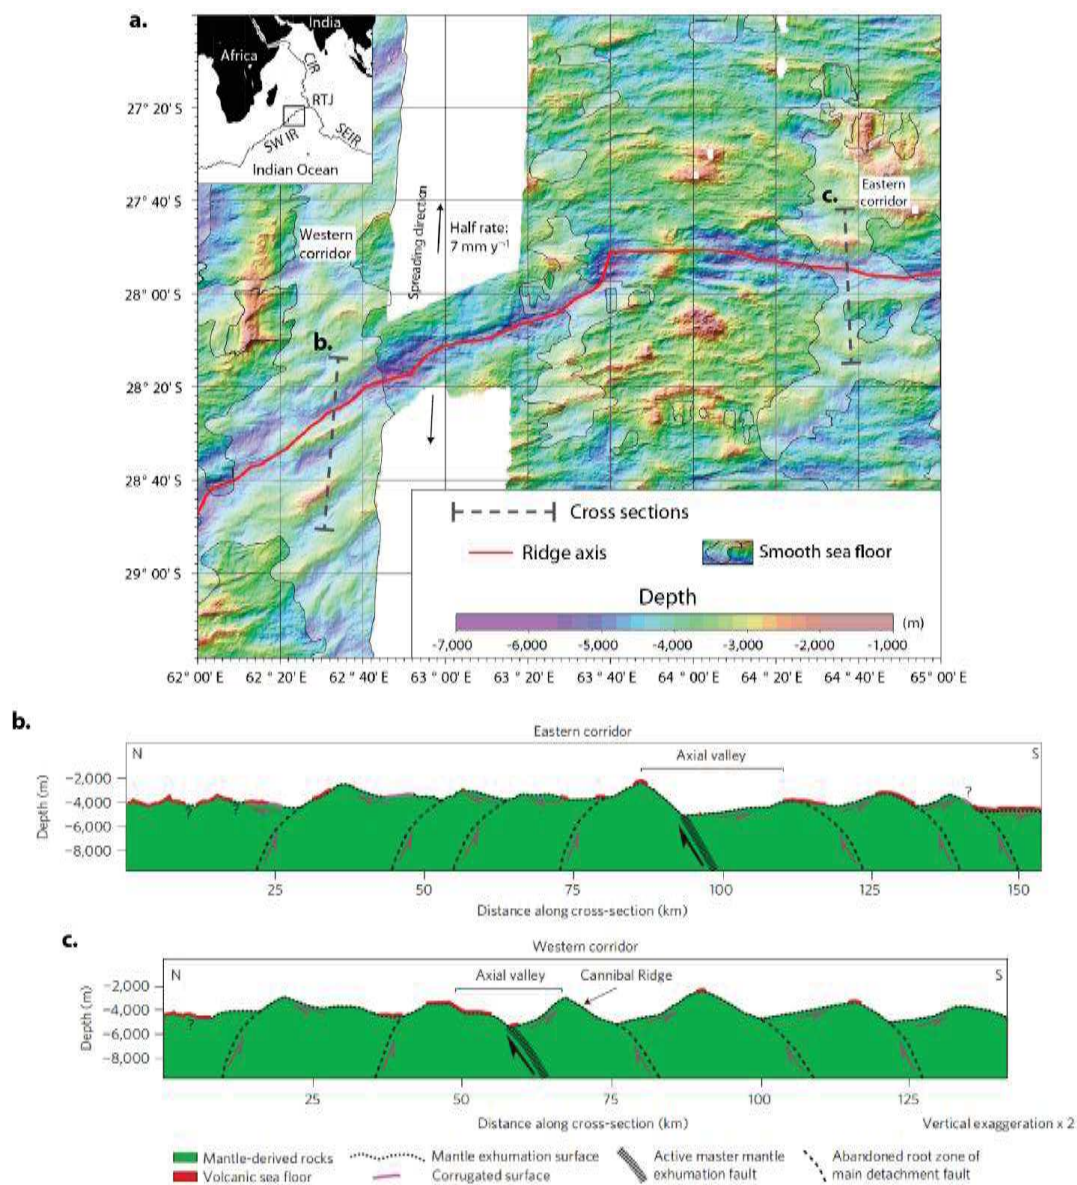 a.
India
Africa
CIR
RTJ
SW IR
SEIR
Indian Ocean
27° 20' S
27° 40' S
28° 00' S
28° 20' S
28° 40' S
29° 00' S
Western
corridor
Spreading direction
Half rate:
7 mm y⁻¹
c.
Eastern
corridor
b.
Cross sections
Ridge axis
Smooth sea floor
Depth
-7,000 -6,000 -5,000 -4,000 -3,000 -2,000 -1,000 (m)
62° 00' E 62° 20' E 62° 40' E 63° 00' E 63° 20' E 63° 40' E 64° 00' E 64° 20' E 64° 40' E 65° 00' E
b.
Eastern corridor
N Axial valley S
Depth (m)
−2,000
−4,000
−6,000
−8,000
? ? ?
25 50 75 100 125 150
Distance along cross-section (km)
c.
Western corridor
N Axial valley Cannibal Ridge S
Depth (m)
−2,000
−4,000
−6,000
−8,000
?
25 50 75 100 125
Distance along cross-section (km) Vertical exaggeration x 2
Mantle-derived rocks
Volcanic sea floor
Mantle exhumation surface
Corrugated surface
Active master mantle
exhumation fault
Abandoned root zone of
main detachment fault